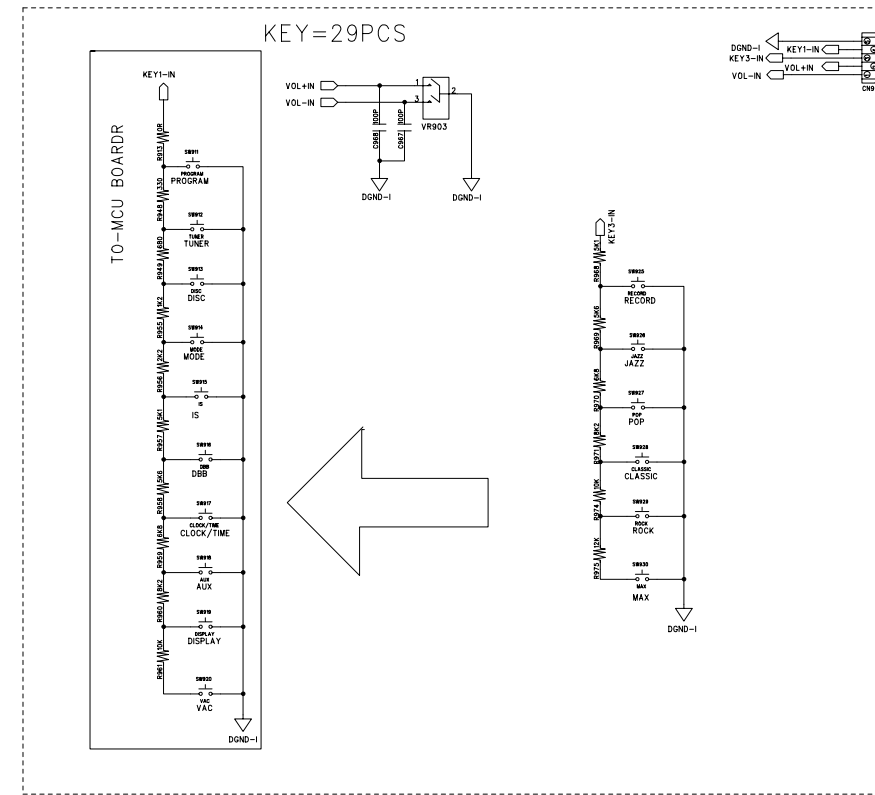 KEY=29PCS
TO-MCU BOARDR
KEY1-IN
R913 0R
SW911
PROGRAM
PROGRAM
R948 330
SW912
TUNER
TUNER
R949 680
SW913
DISC
DISC
R955 1K2
SW914
MODE
MODE
R956 2K2
SW915
IS
IS
R957 5K1
SW916
DBB
DBB
R958 5K6
SW917
CLOCK/TIME
CLOCK/TIME
R959 6K8
SW918
AUX
AUX
R960 8K2
SW919
DISPLAY
DISPLAY
R961 10K
SW920
VAC
VAC
DGND-I
VOL+IN
VOL-IN
1
3
2
VR903
C968 100P
C967 100P
DGND-I
DGND-I
KEY3-IN
R968 5K1
SW925
RECORD
RECORD
R969 5K6
SW926
JAZZ
JAZZ
R970 6K8
SW927
POP
POP
R971 8K2
SW928
CLASSIC
CLASSIC
R974 10K
SW929
ROCK
ROCK
R975 12K
SW930
MAX
MAX
DGND-I
DGND-I
KEY1-IN
KEY3-IN
VOL+IN
VOL-IN
CN9